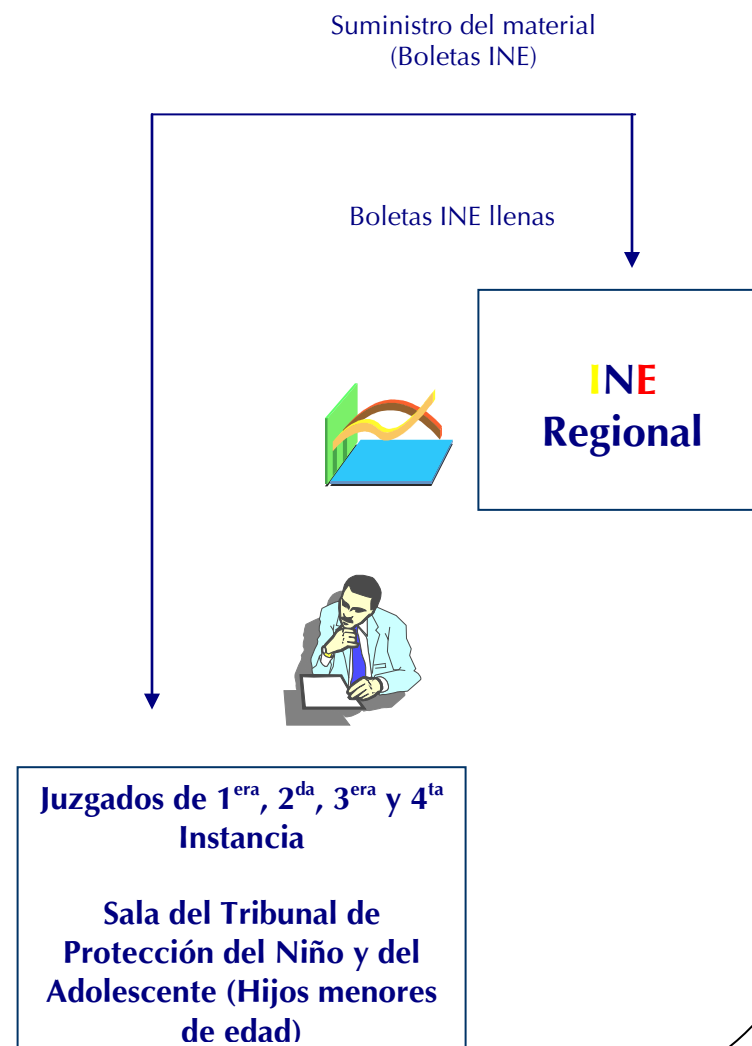 Suministro del material
(Boletas INE)
Boletas INE llenas
INE
Regional
Juzgados de 1era, 2da, 3era y 4ta
Instancia
Sala del Tribunal de
Protección del Niño y del
Adolescente (Hijos menores
de edad)